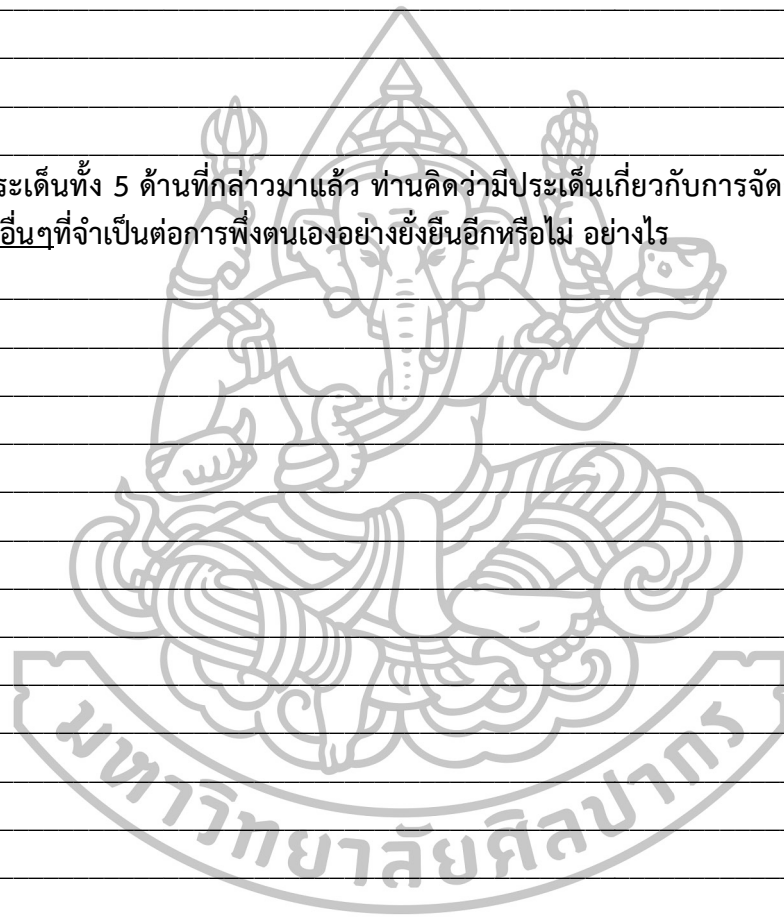 ระเด็นทั้ง 5 ด้านที่กล่าวมาแล้ว ท่านคิดว่ามีประเด็นเกี่ยวกับการจัด
อื่นๆที่จำเป็นต่อการพึ่งตนเองอย่างยั่งยืนอีกหรือไม่ อย่างไร
มหาวิทยาลัยศิลปากร